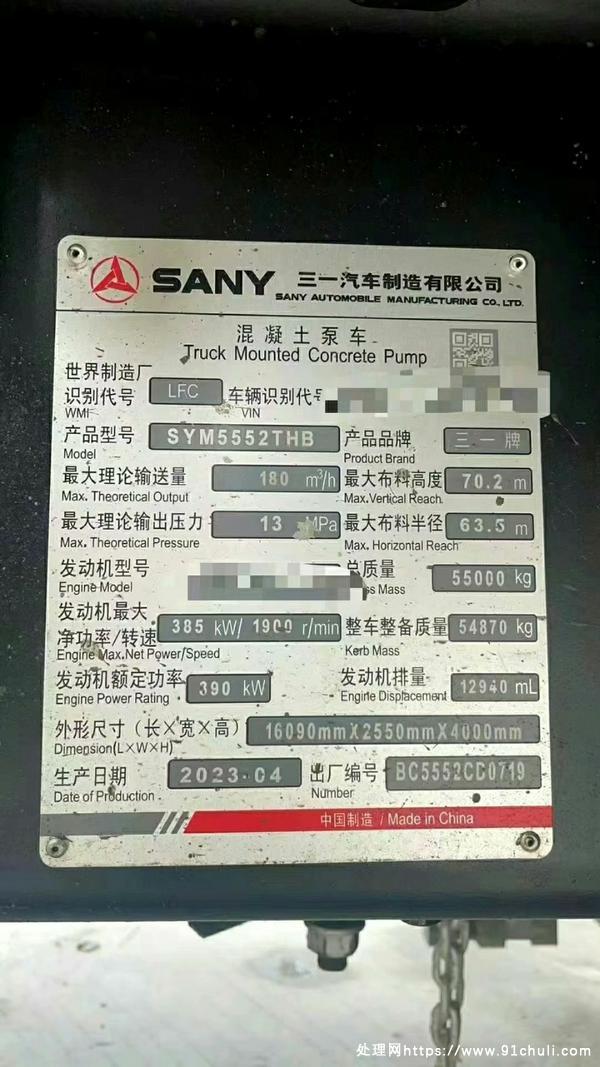 SANY 三一汽车制造有限公司
SANY AUTOMOBILE MANUFACTURING CO., LTD.
混凝土泵车
Truck Mounted Concrete Pump
世界制造厂
识别代号 LFC 车辆识别代号
WMI VIN
产品型号 SYM5552THB 产品品牌 三一牌
Model Product Brand
最大理论输送量 180 m³/h 最大布料高度 70.2 m
Max. Theoretical Output Max.Vertical Reach
最大理论输出压力 13 MPa 最大布料半径 63.5 m
Max. Theoretical Pressure Max. Horizontal Reach
发动机型号 总质量 55000 kg
Engine Model Mass
发动机最大
净功率/转速 385 kW/ 1900 r/min 整车整备质量 54870 kg
Engine Max.Net Power/Speed Kerb Mass
发动机额定功率 390 kW 发动机排量 12940 mL
Engine Power Rating Engine Displacement
外形尺寸（长×宽×高） 16090mmX2550mmX4000mm
Dimension(L×W×H)
生产日期 2023.04 出厂编号 BC5552CD0719
Date of Production Number
中国制造 / Made in China
处理网https://www.91chuli.com